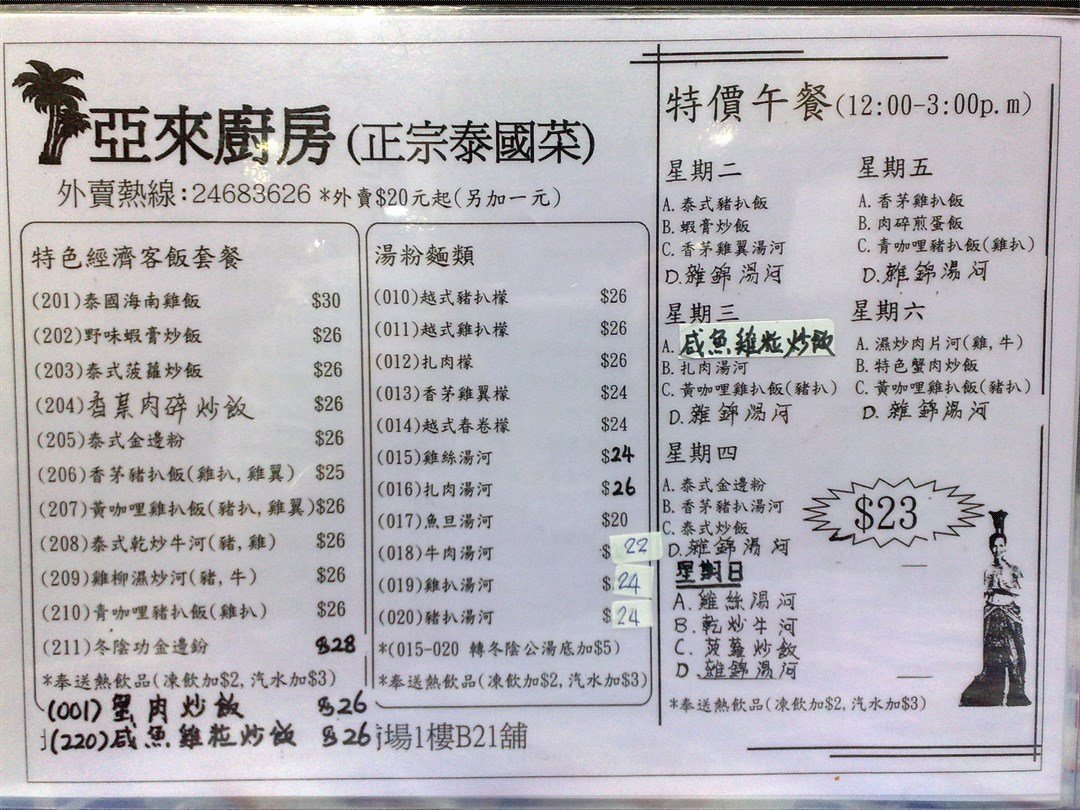 亞來廚房(正宗泰國菜)
外賣熱線:24683626 *外賣$20元起(另加一元)
特色經濟客飯套餐
(201)泰國海南雞飯 $30
(202)野味蝦膏炒飯 $26
(203)泰式菠蘿炒飯 $26
(204)香葉肉碎炒飯 $26
(205)泰式金邊粉 $26
(206)香茅豬扒飯(雞扒,雞翼) $25
(207)黃咖哩雞扒飯(豬扒,雞翼)$26
(208)泰式乾炒牛河(豬,雞) $26
(209)雞柳濕炒河(豬,牛) $26
(210)青咖哩豬扒飯(雞扒) $26
(211)冬陰功金邊鈖 $28
*奉送熱飲品(凍飲加$2,汽水加$3)
(001)蟹肉炒飯 $26
(220)咸魚雞粒炒飯 $26
湯粉麵類
(010)越式豬扒檬 $26
(011)越式雞扒檬 $26
(012)扎肉檬 $26
(013)香茅雞翼檬 $24
(014)越式春卷檬 $24
(015)雞絲湯河 $24
(016)扎肉湯河 $26
(017)魚旦湯河 $20
(018)牛肉湯河 $22
(019)雞扒湯河 $24
(020)豬扒湯河 $24
*(015-020 轉冬陰公湯底加$5)
*奉送熱飲品(凍飲加$2,汽水加$3)
場1樓B21舖
特價午餐(12:00-3:00p.m)
星期二
A.泰式豬扒飯
B.蝦膏炒飯
C.香茅雞翼湯河
D.雜錦湯河
星期三
A.咸魚雞粒炒飯
B.扎肉湯河
C.黃咖哩雞扒飯(豬扒)
D.雜錦湯河
星期四
A.泰式金邊粉
B.香茅豬扒湯河
C.泰式炒飯
D.雜錦湯河
星期日
A.雞絲湯河
B.乾炒牛河
C.菠蘿炒飯
D.雜錦湯河
*奉送熱飲品(凍飲加$2,汽水加$3)
星期五
A.香茅雞扒飯
B.肉碎煎蛋飯
C.青咖哩豬扒飯(雞扒)
D.雜錦湯河
星期六
A.濕炒肉片河(雞,牛)
B.特色蟹肉炒飯
C.黃咖哩雞扒飯(豬扒)
D.雜錦湯河
$23